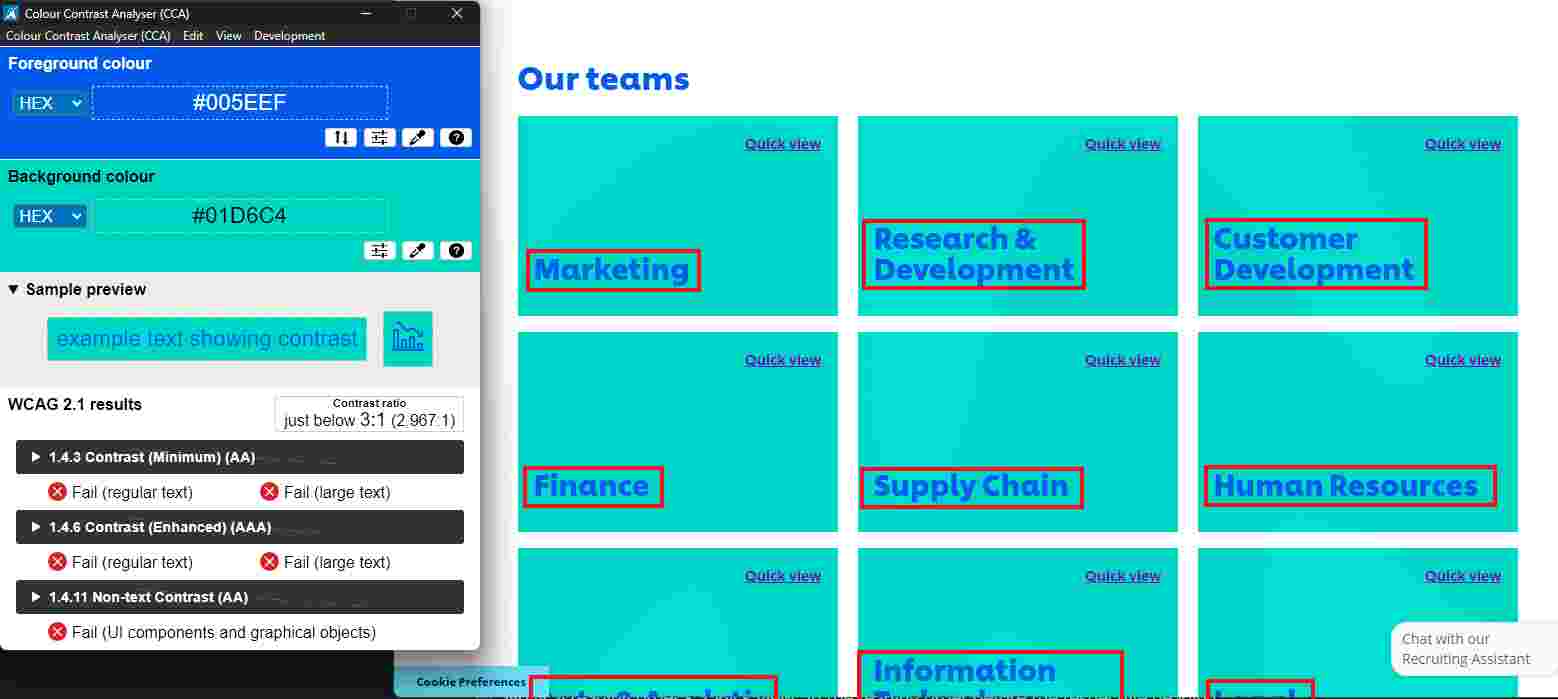 Colour Contrast Analyser (CCA)
Colour Contrast Analyser (CCA) Edit View Development
Foreground colour
HEX #005EEF
Background colour
HEX #01D6C4
Sample preview
example text showing contrast
WCAG 2.1 results
Contrast ratio
just below 3:1 (2.967:1)
1.4.3 Contrast (Minimum) (AA)
Fail (regular text) Fail (large text)
1.4.6 Contrast (Enhanced) (AAA)
Fail (regular text) Fail (large text)
1.4.11 Non-text Contrast (AA)
Fail (UI components and graphical objects)
Cookie Preferences
Our teams
Quick view
Marketing
Quick view
Research &
Development
Quick view
Customer
Development
Quick view
Finance
Quick view
Supply Chain
Quick view
Human Resources
Quick view
Quick view
Information
Quick view
Chat with our
Recruiting Assistant